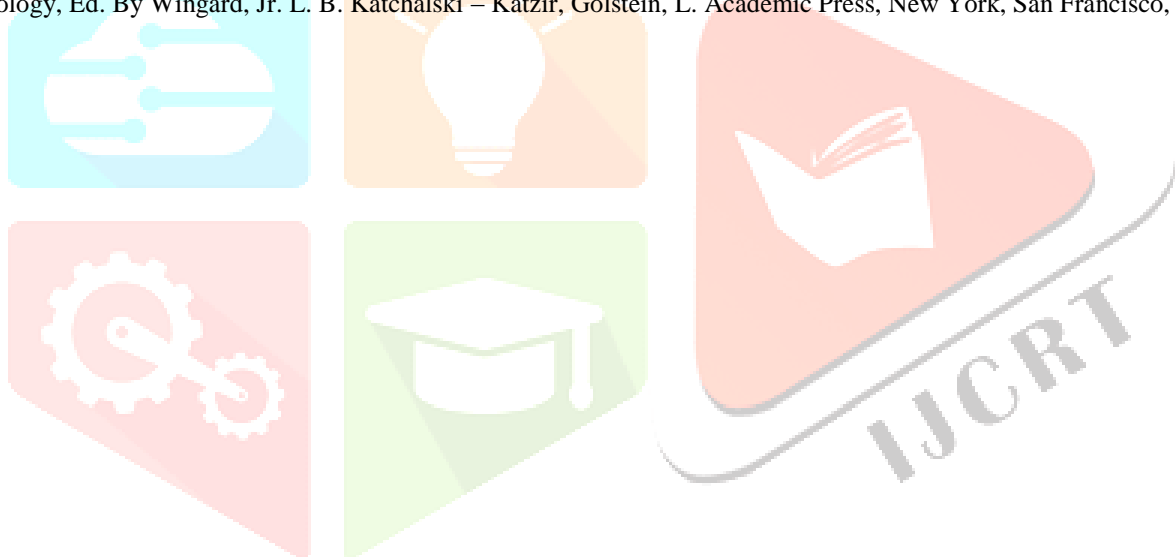 ology, Ed. By Wingard, Jr. L. B. Katchalski – Katzir, Golstein, L. Academic Press, New York, San Francisco,
IJCRT